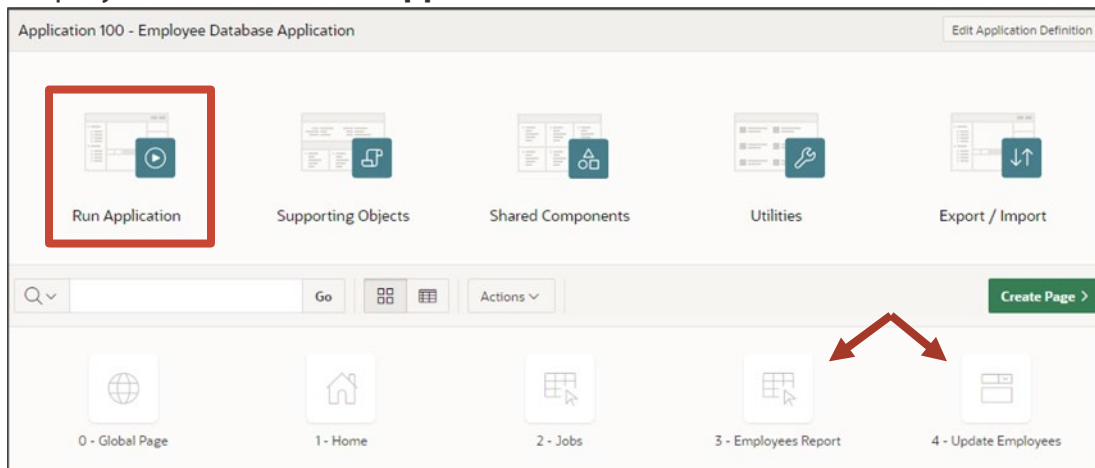 Application 100 - Employee Database Application
Edit Application Definition
Run Application
Supporting Objects
Shared Components
Utilities
Export / Import
Go
Actions
Create Page >
0 - Global Page
1 - Home
2 - Jobs
3 - Employees Report
4 - Update Employees